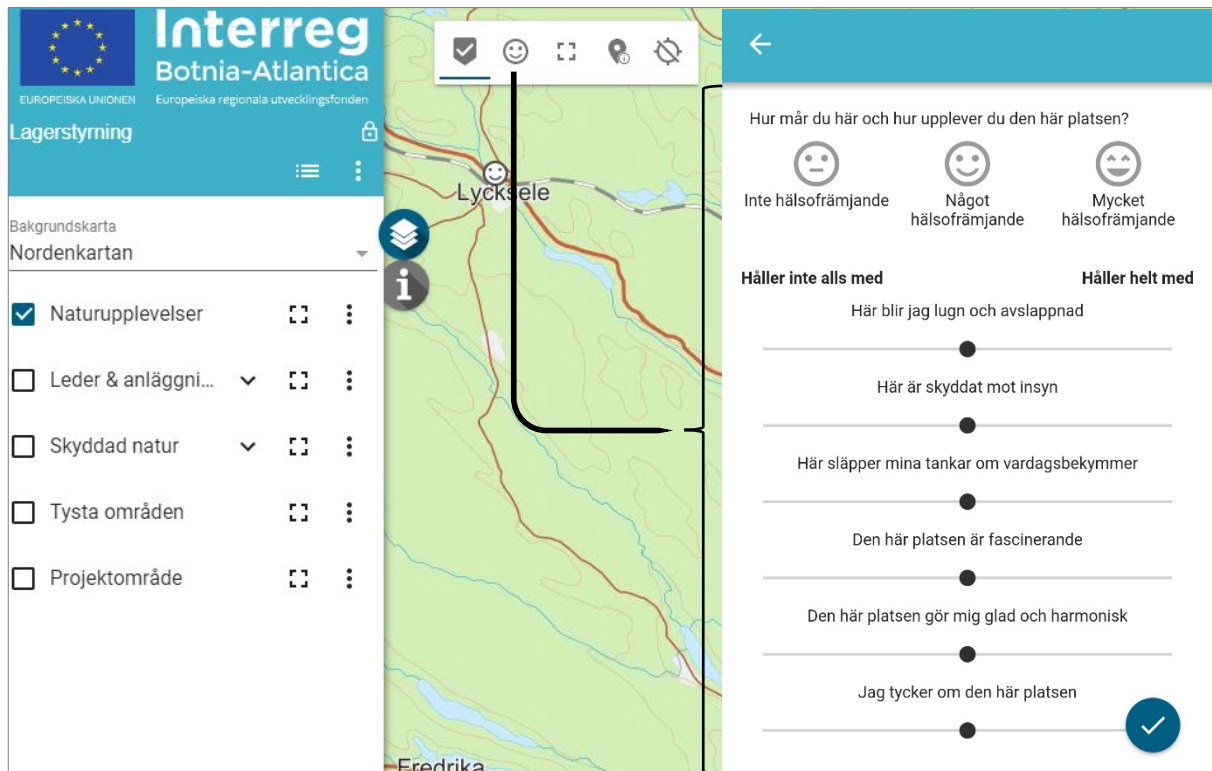 Interreg
Botnia-Atlantica
EUROPEISKA UNIONEN
Europeiska regionala utvecklingsfonden
Lagerstyrning
Bakgrundskarta
Nordenkartan
Naturupplevelser
Leder & anläggni...
Skyddad natur
Tysta områden
Projektområde
Lycksele
Fredrika
Hur mår du här och hur upplever du den här platsen?
Inte hälsofrämjande
Något
hälsofrämjande
Mycket
hälsofrämjande
Håller inte alls med
Håller helt med
Här blir jag lugn och avslappnad
Här är skyddat mot insyn
Här släpper mina tankar om vardagsbekymmer
Den här platsen är fascinerande
Den här platsen gör mig glad och harmonisk
Jag tycker om den här platsen